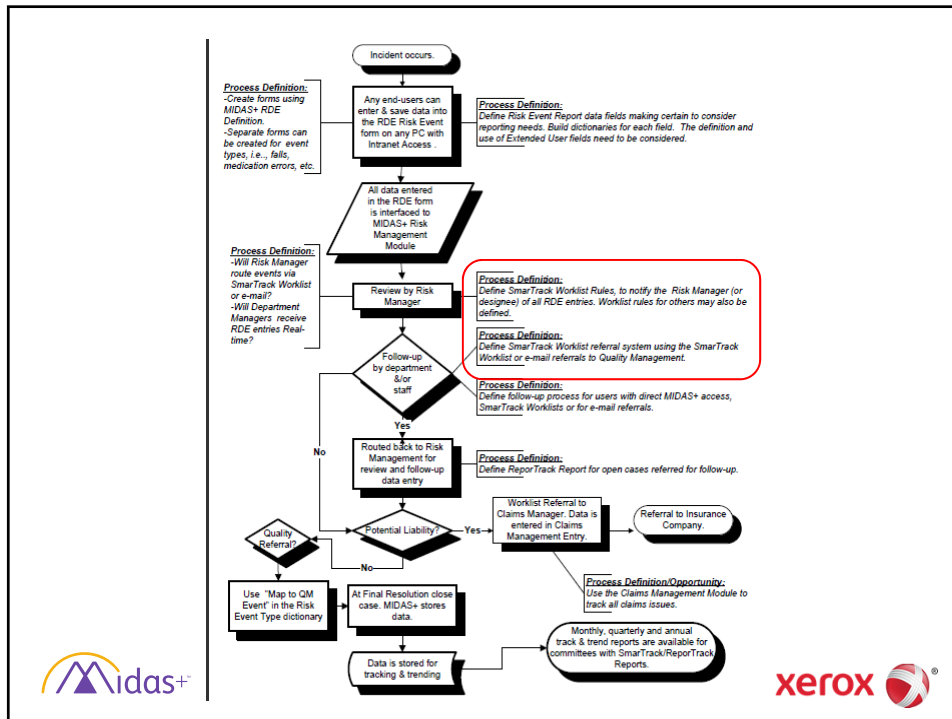 Incident occurs.
Process Definition:
-Create forms using
MIDAS+ RDE
Definition.
-Separate forms can
be created for event
types, i.e.., falls,
medication errors, etc.
Any end-users can
enter & save data into
the RDE Risk Event
form on any PC with
Intranet Access .
Process Definition:
Define Risk Event Report data fields making certain to consider
reporting needs. Build dictionaries for each field. The definition and
use of Extended User fields need to be considered.
All data entered
in the RDE form
is interfaced to
MIDAS+ Risk
Management
Module
Process Definition:
-Will Risk Manager
route events via
SmarTrack Worklist
or e-mail?
-Will Department
Managers receive
RDE entries Real-
time?
Review by Risk
Manager
Process Definition:
Define SmarTrack Worklist Rules, to notify the Risk Manager (or
designee) of all RDE entries. Worklist rules for others may also be
defined.
Process Definition:
Define SmarTrack Worklist referral system using the SmarTrack
Worklist or e-mail referrals to Quality Management.
Follow-up
by department
&/or
staff
Process Definition:
Define follow-up process for users with direct MIDAS+ access,
SmarTrack Worklists or for e-mail referrals.
Yes
No
Routed back to Risk
Management for
review and follow-up
data entry
Process Definition:
Define ReporTrack Report for open cases referred for follow-up.
Potential Liability?
Yes
Worklist Referral to
Claims Manager. Data is
entered in Claims
Management Entry.
Referral to Insurance
Company.
Quality
Referral?
No
Process Definition/Opportunity:
Use the Claims Management Module to
track all claims issues.
Use "Map to QM
Event" in the Risk
Event Type dictionary
At Final Resolution close
case. MIDAS+ stores
data.
Monthly, quarterly and annual
track & trend reports are available for
committees with SmarTrack/ReporTrack
Reports.
Data is stored for
tracking & trending
Midas+™
xerox®